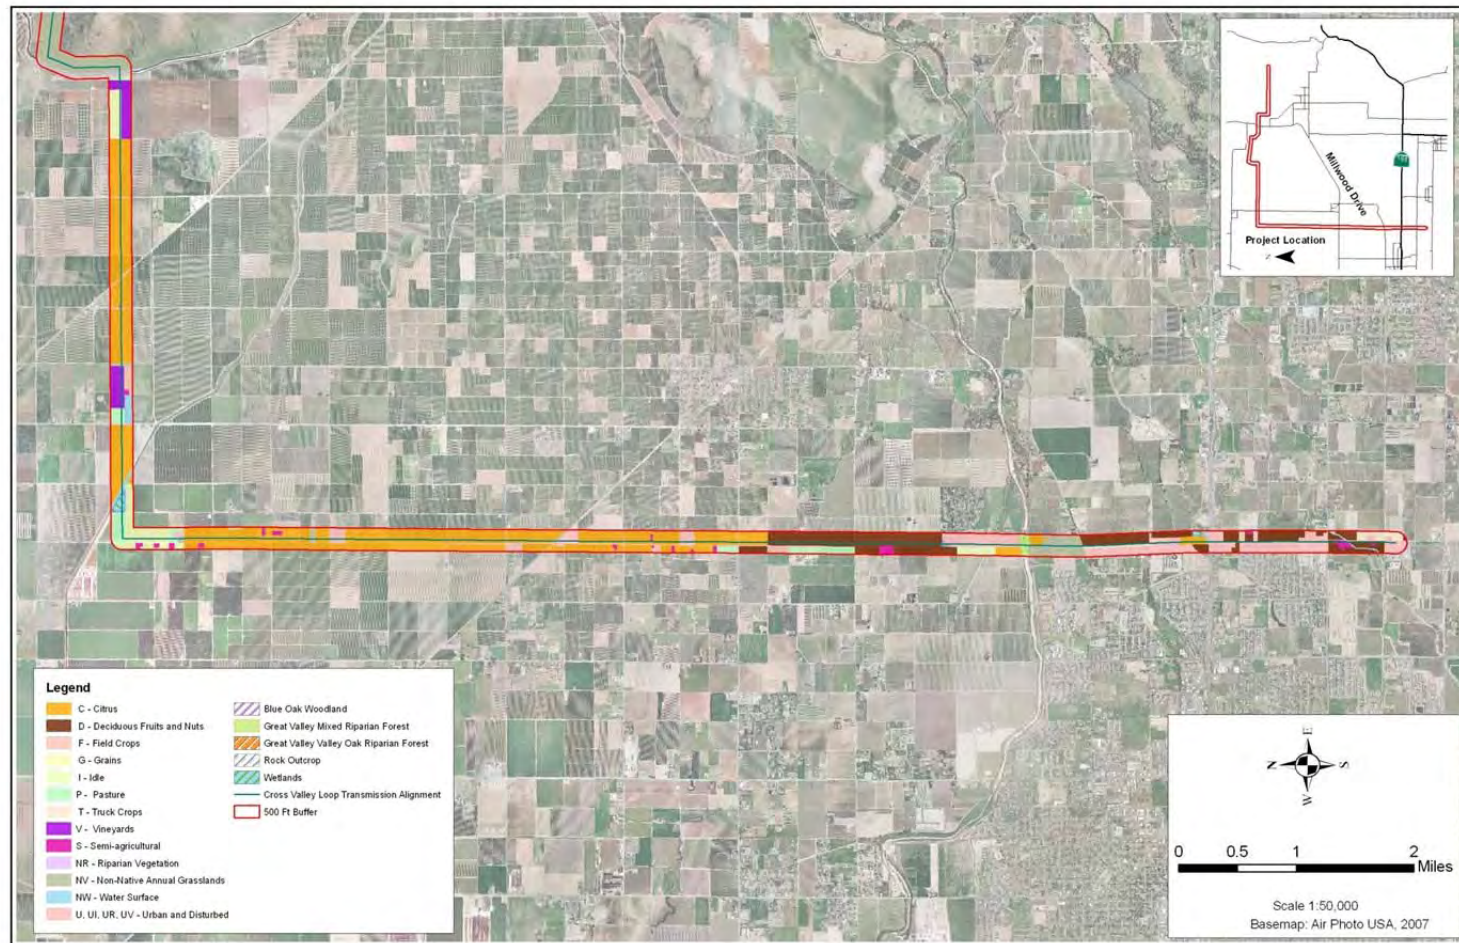 Millwood Drive
Project Location
Z
Legend
C - Citrus
D - Deciduous Fruits and Nuts
F - Field Crops
G - Grains
I - Idle
P - Pasture
T - Truck Crops
V - Vineyards
S - Semi-agricultural
NR - Riparian Vegetation
NV - Non-Native Annual Grasslands
NW - Water Surface
U, UI, UR, UV - Urban and Disturbed
Blue Oak Woodland
Great Valley Mixed Riparian Forest
Great Valley Valley Oak Riparian Forest
Rock Outcrop
Wetlands
Cross Valley Loop Transmission Alignment
500 Ft Buffer
E
N S
W
0 0.5 1 2
Miles
Scale 1:50,000
Basemap: Air Photo USA, 2007